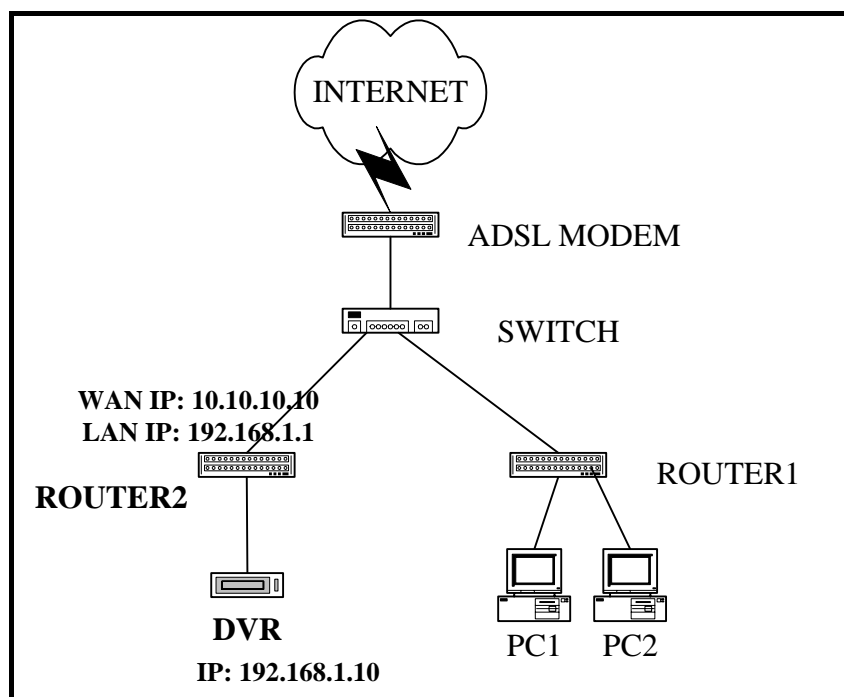 INTERNET
ADSL MODEM
SWITCH
WAN IP: 10.10.10.10
LAN IP: 192.168.1.1
ROUTER2
ROUTER1
DVR
IP: 192.168.1.10
PC1
PC2